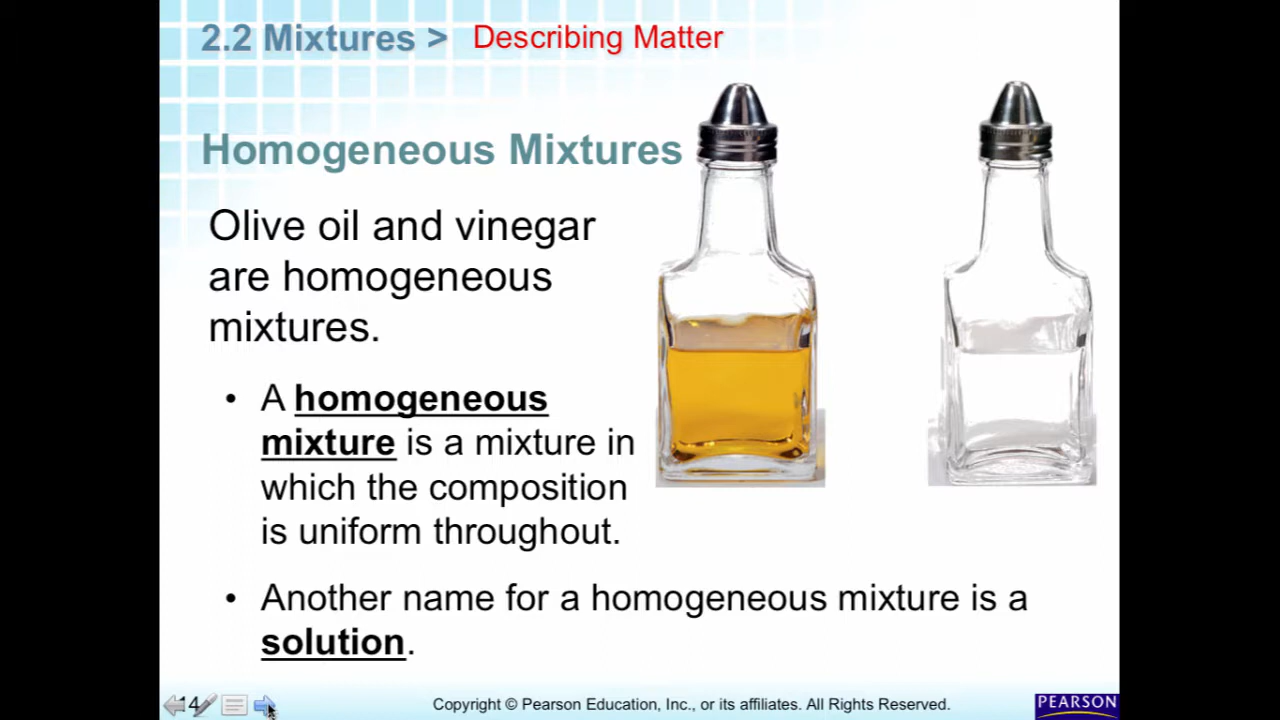 2.2 Mixtures > Describing Matter
Homogeneous Mixtures
Olive oil and vinegar
are homogeneous
mixtures.
• A homogeneous
mixture is a mixture in
which the composition
is uniform throughout.
• Another name for a homogeneous mixture is a
solution.
14
Copyright © Pearson Education, Inc., or its affiliates. All Rights Reserved.
PEARSON